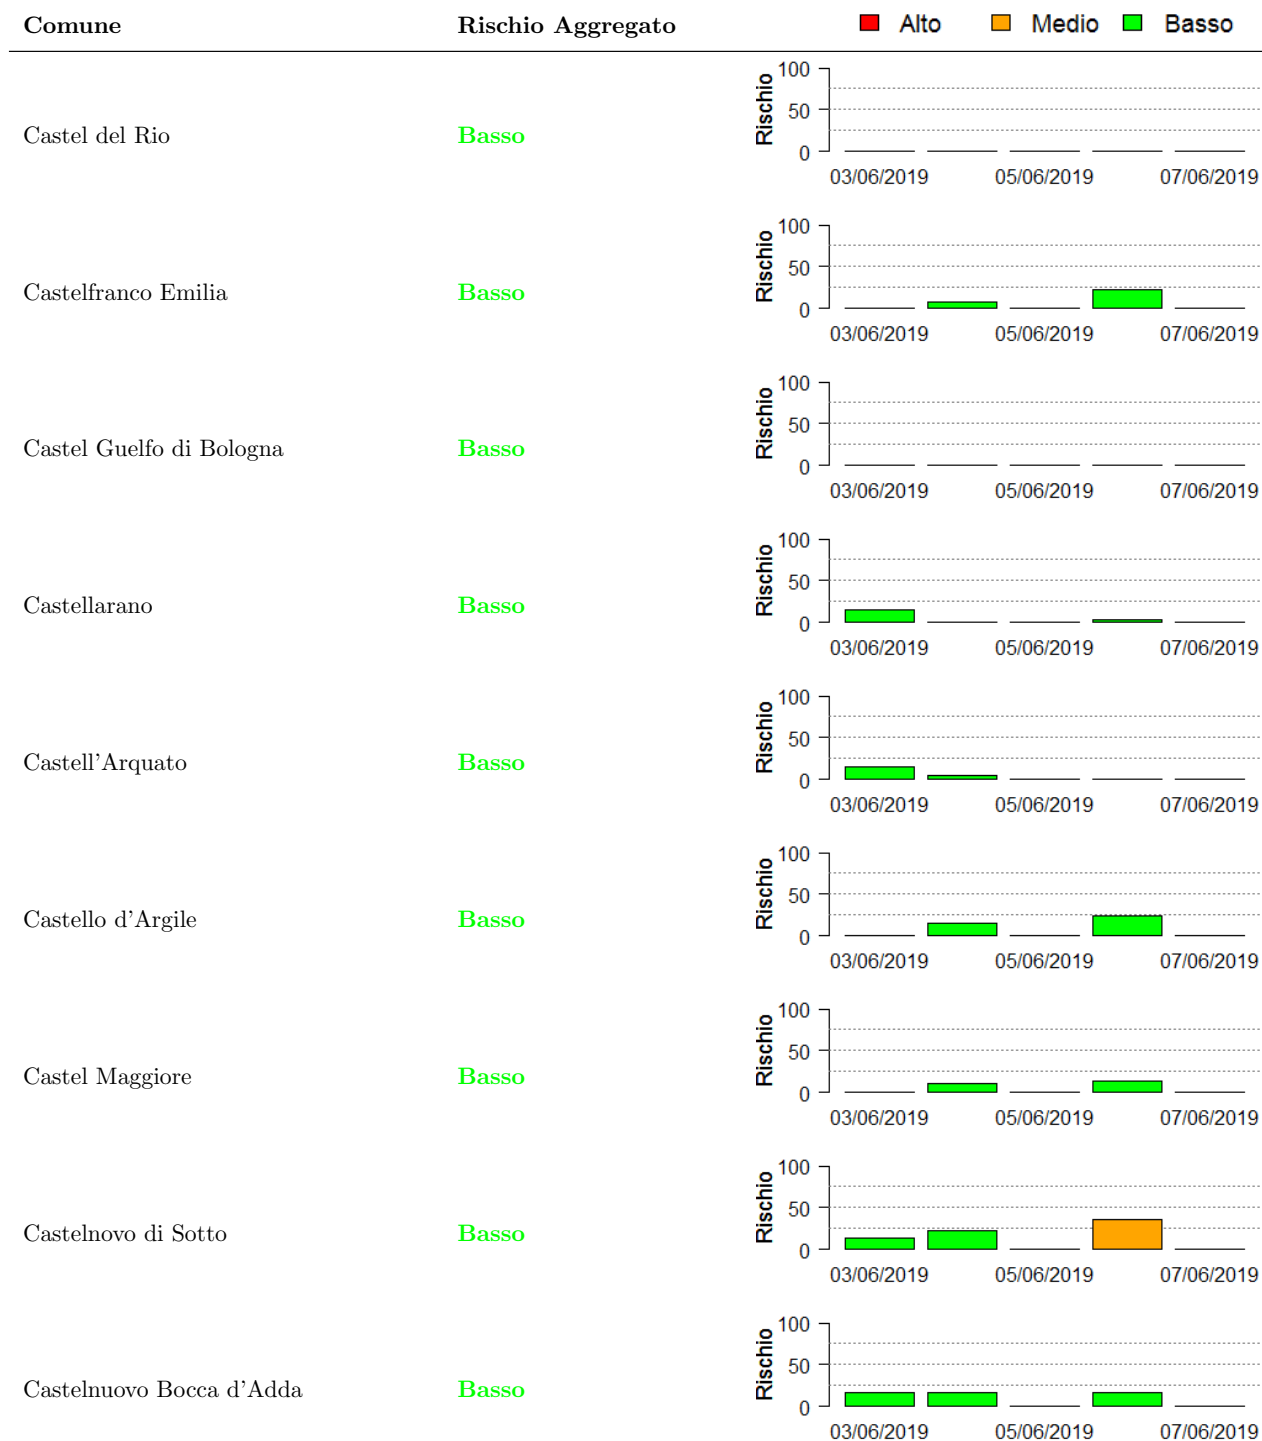 Comune Rischio Aggregato Alto Medio Basso
100
50
0
Rischio
Castel del Rio Basso
03/06/2019 05/06/2019 07/06/2019
100
50
0
Rischio
Castelfranco Emilia Basso
03/06/2019 05/06/2019 07/06/2019
100
50
0
Rischio
Castel Guelfo di Bologna Basso
03/06/2019 05/06/2019 07/06/2019
100
50
0
Rischio
Castellarano Basso
03/06/2019 05/06/2019 07/06/2019
100
50
0
Rischio
Castell'Arquato Basso
03/06/2019 05/06/2019 07/06/2019
100
50
0
Rischio
Castello d'Argile Basso
03/06/2019 05/06/2019 07/06/2019
100
50
0
Rischio
Castel Maggiore Basso
03/06/2019 05/06/2019 07/06/2019
100
50
0
Rischio
Castelnovo di Sotto Basso
03/06/2019 05/06/2019 07/06/2019
100
50
0
Rischio
Castelnuovo Bocca d'Adda Basso
03/06/2019 05/06/2019 07/06/2019